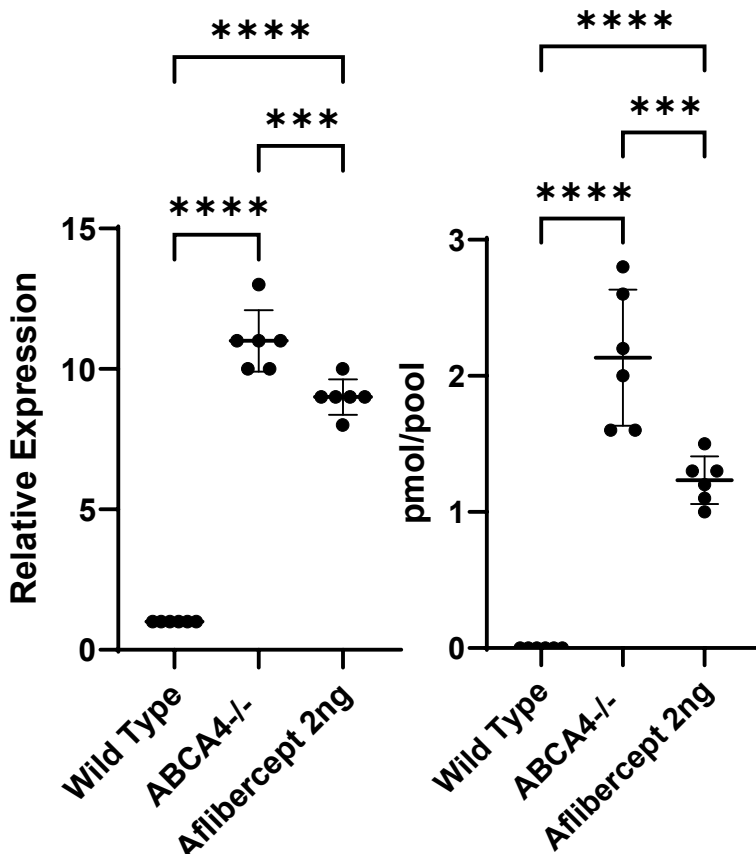 ****
***
****
15
10
5
0
Relative Expression
Wild Type
ABCA4-/-
Aflibercept 2ng
****
***
****
3
2
1
0
pmol/pool
Wild Type
ABCA4-/-
Aflibercept 2ng